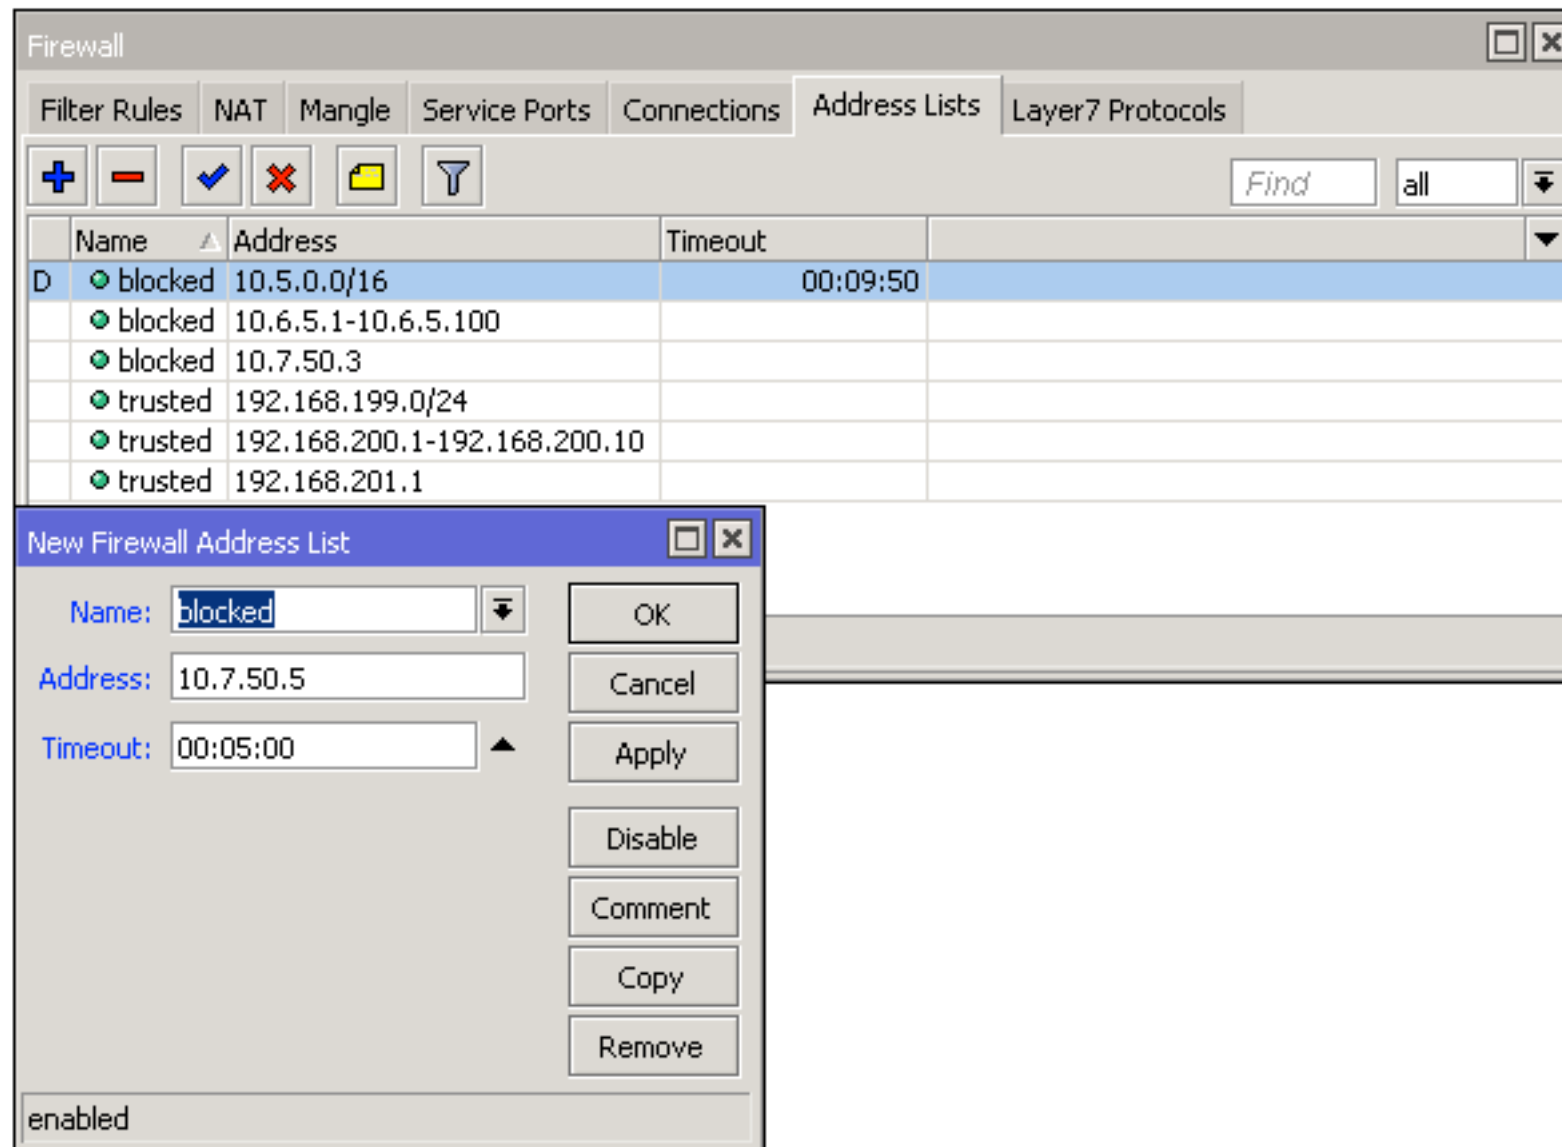 Firewall
Filter Rules NAT Mangle Service Ports Connections Address Lists Layer7 Protocols
Find all
Name Address Timeout
D blocked 10.5.0.0/16 00:09:50
blocked 10.6.5.1-10.6.5.100
blocked 10.7.50.3
trusted 192.168.199.0/24
trusted 192.168.200.1-192.168.200.10
trusted 192.168.201.1
New Firewall Address List
Name: blocked OK
Address: 10.7.50.5 Cancel
Timeout: 00:05:00 Apply
Disable
Comment
Copy
Remove
enabled